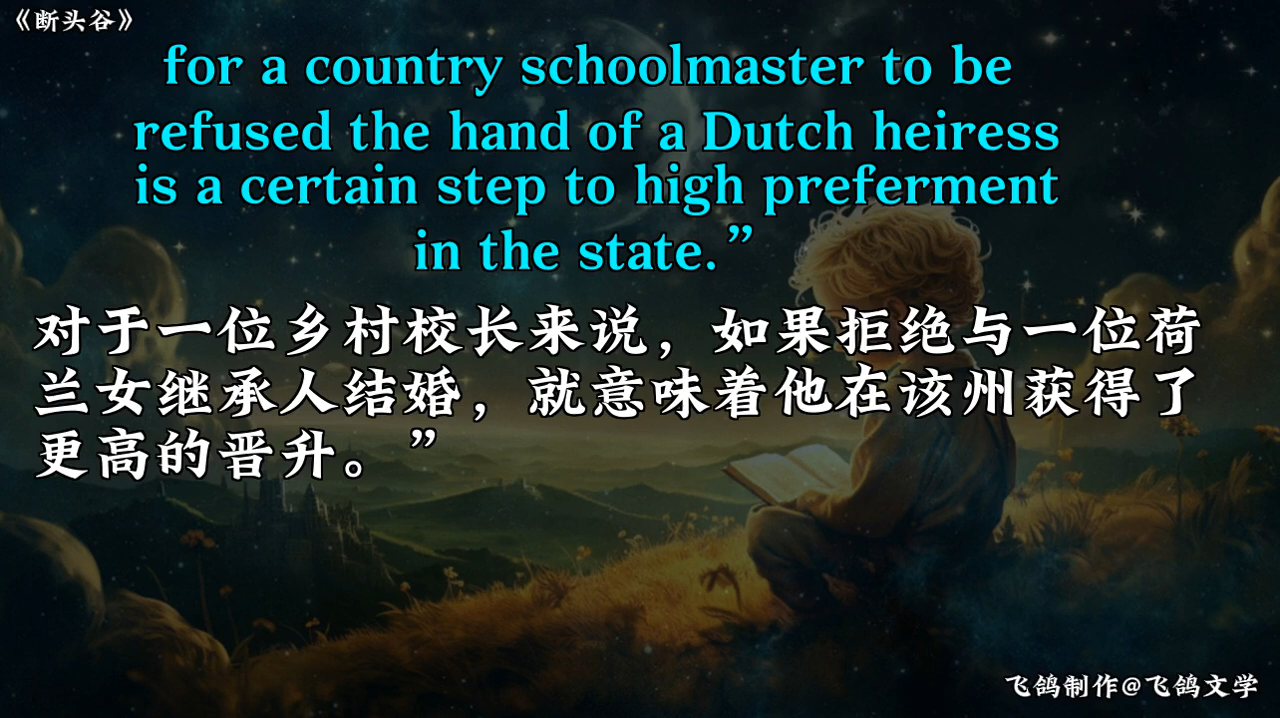 《断头谷》
for a country schoolmaster to be
refused the hand of a Dutch heiress
is a certain step to high preferment
in the state.”
对于一位乡村校长来说，如果拒绝与一位荷
兰女继承人结婚，就意味着他在该州获得了
更高的晋升。”
飞鸽制作@飞鸽文学